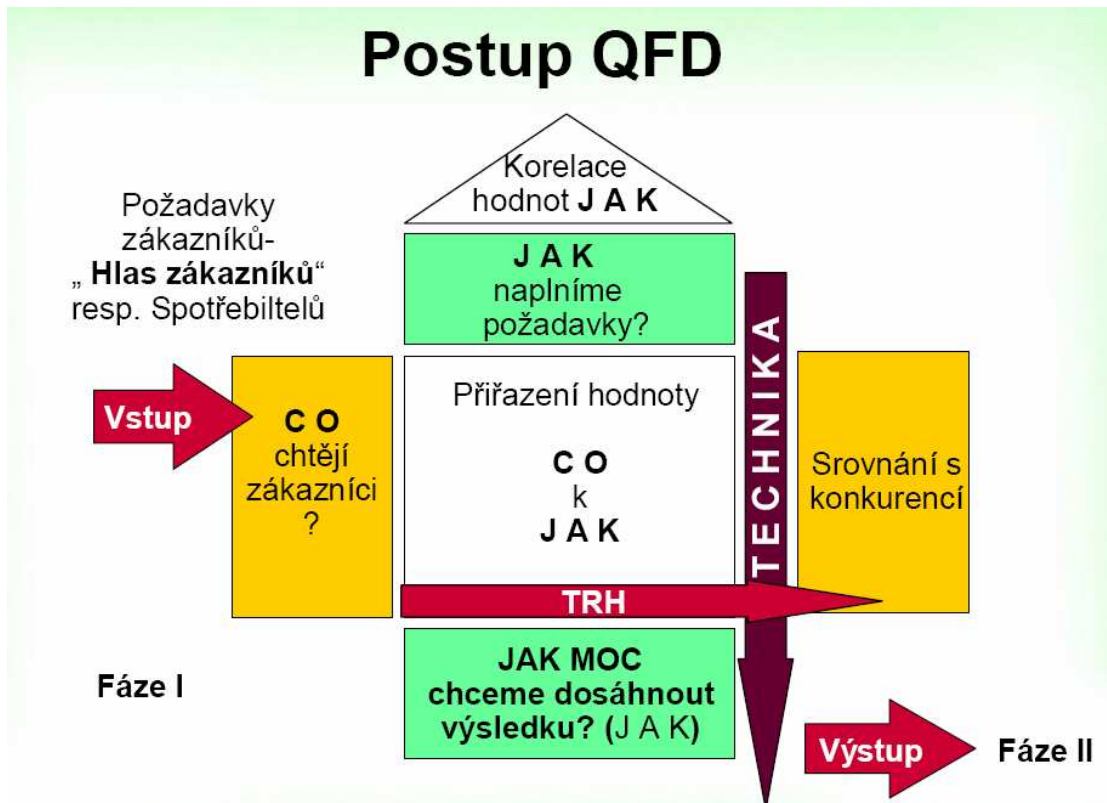 Postup QFD
Korelace
hodnot J A K
Požadavky
zákazníků-
„ Hlas zákazníků“
resp. Spotřebiltelů
J A K
naplníme
požadavky?
Vstup
C O
chtějí
zákazníci
?
Přiřazení hodnoty
C O
k
J A K
TECHNIKA
Srovnání s
konkurencí
TRH
Fáze I
JAK MOC
chceme dosáhnout
výsledku? (J A K)
Výstup
Fáze II